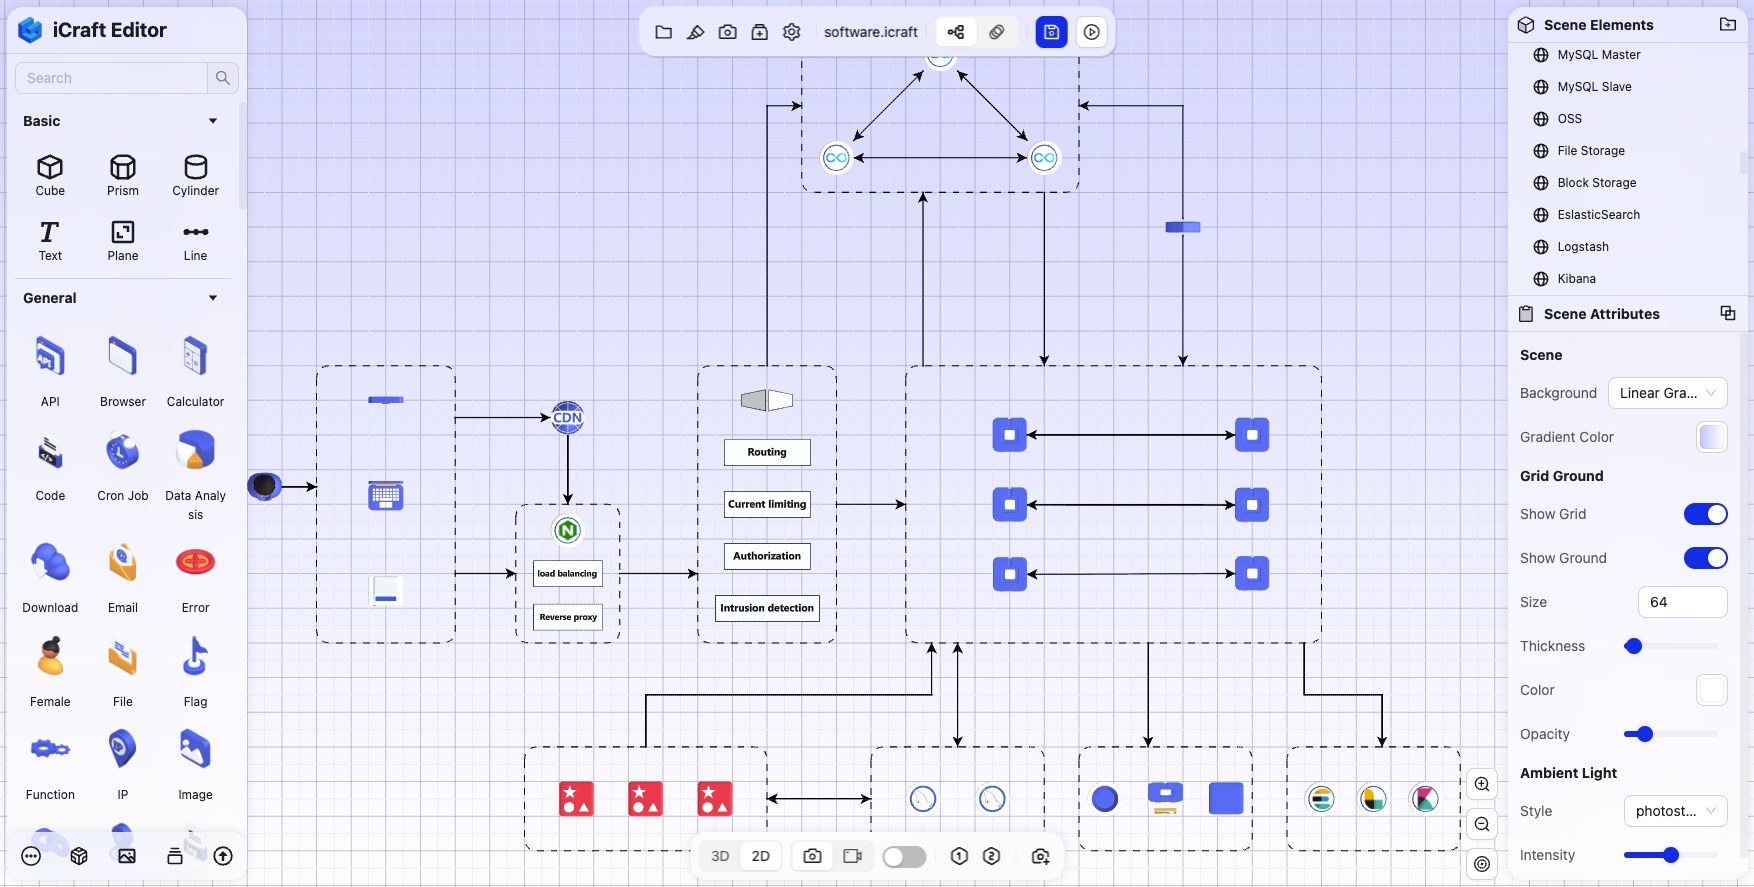 iCraft Editor
Search
Basic
Cube
Prism
Cylinder
Text
Plane
Line
General
API
Browser
Calculator
Code
Cron Job
Data Analy
sis
Download
Email
Error
Female
File
Flag
Function
IP
Image
software.icraft
CDN
N
load balancing
Reverse proxy
Routing
Current limiting
Authorization
Intrusion detection
3D
2D
1
2
Scene Elements
MySQL Master
MySQL Slave
OSS
File Storage
Block Storage
EslasticSearch
Logstash
Kibana
Scene Attributes
Scene
Background
Linear Gra...
Gradient Color
Grid Ground
Show Grid
Show Ground
Size
64
Thickness
Color
Opacity
Ambient Light
Style
photost...
Intensity